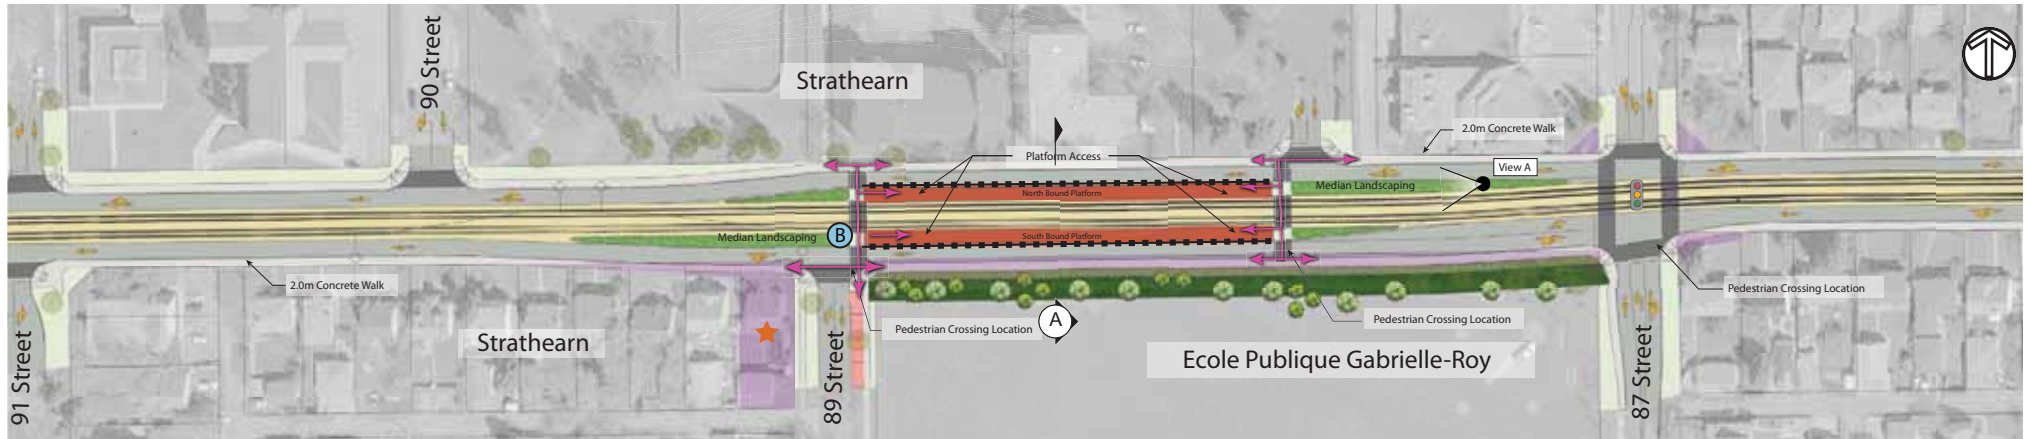 90 Street
Strathearn
2.0m Concrete Walk
Platform Access
View A
North Bound Platform
Median Landscaping
Median Landscaping
B
South Bound Platform
2.0m Concrete Walk
Pedestrian Crossing Location
Pedestrian Crossing Location
A
Pedestrian Crossing Location
Strathearn
Ecole Publique Gabrielle-Roy
91 Street
89 Street
87 Street